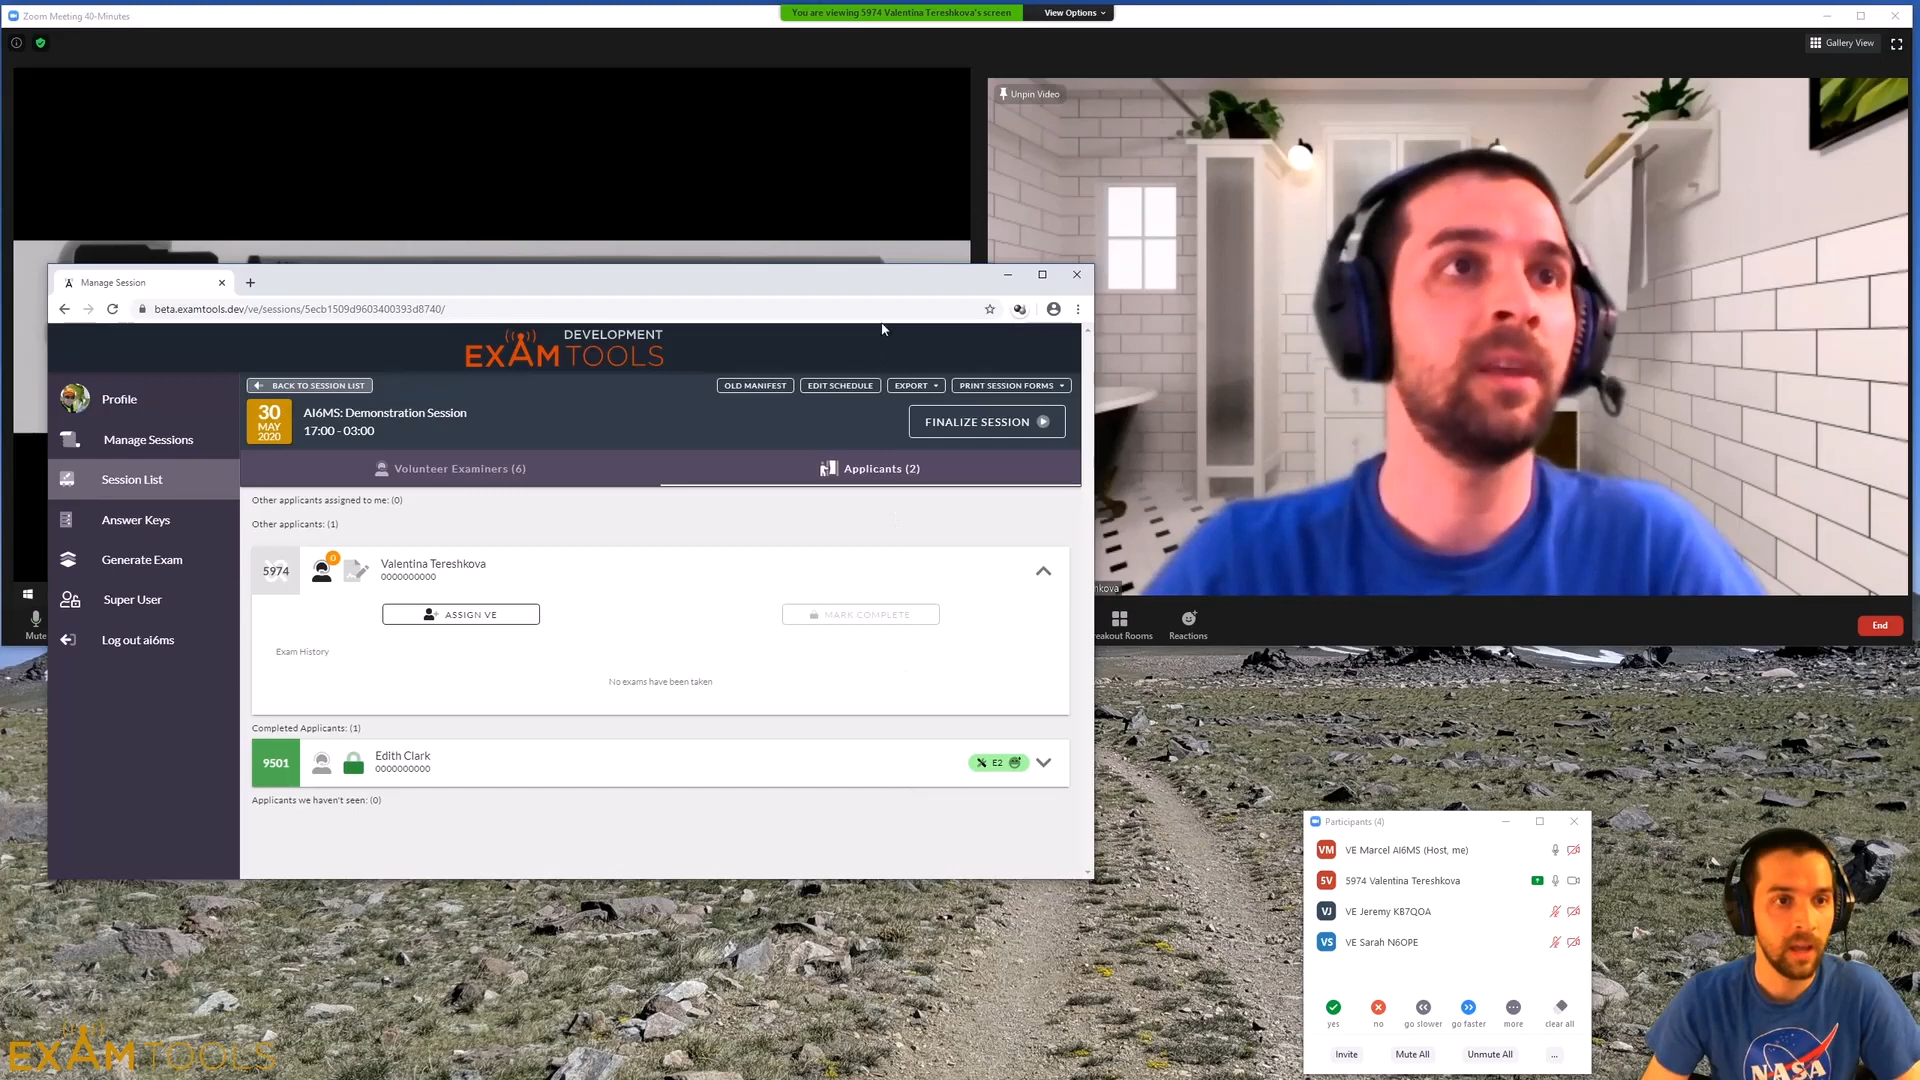 Zoom Meeting 40-Minutes
You are viewing 5974 Valentina Tereshkova's screen
View Options
Gallery View
Unpin Video
Manage Session
beta.examtools.dev/ve/sessions/5ecb1509d9603400393d8740/
DEVELOPMENT
EXAMTOOLS
BACK TO SESSION LIST
OLD MANIFEST
EDIT SCHEDULE
EXPORT
PRINT SESSION FORMS
30
MAY
2020
AI6MS: Demonstration Session
17:00 - 03:00
FINALIZE SESSION
Profile
Manage Sessions
Session List
Answer Keys
Generate Exam
Super User
Log out ai6ms
Volunteer Examiners (6)
Applicants (2)
Other applicants assigned to me: (0)
Other applicants: (1)
5974
0
Valentina Tereshkova
0000000000
ASSIGN VE
MARK COMPLETE
Exam History
No exams have been taken
Completed Applicants: (1)
9501
Edith Clark
0000000000
E2
Applicants we haven't seen: (0)
Mute
hkova
eakout Rooms
Reactions
End
Participants (4)
VM
VE Marcel AI6MS (Host, me)
5V
5974 Valentina Tereshkova
VJ
VE Jeremy KB7QOA
VS
VE Sarah N6OPE
yes
no
go slower
go faster
more
clear all
Invite
Mute All
Unmute All
...
EXAMTOOLS
NASA